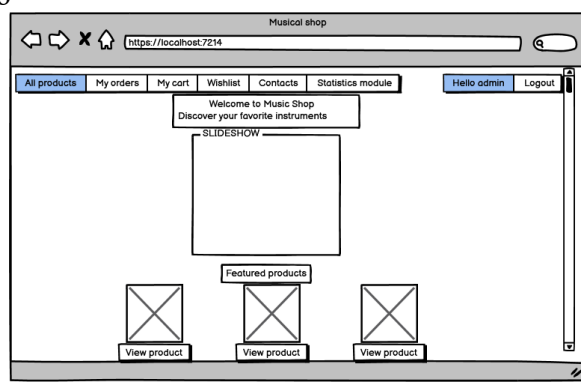 Musical shop
https://localhost:7214
All products My orders My cart Wishlist Contacts Statistics module Hello admin Logout
Welcome to Music Shop
Discover your favorite instruments
SLIDESHOW
Featured products
View product View product View product